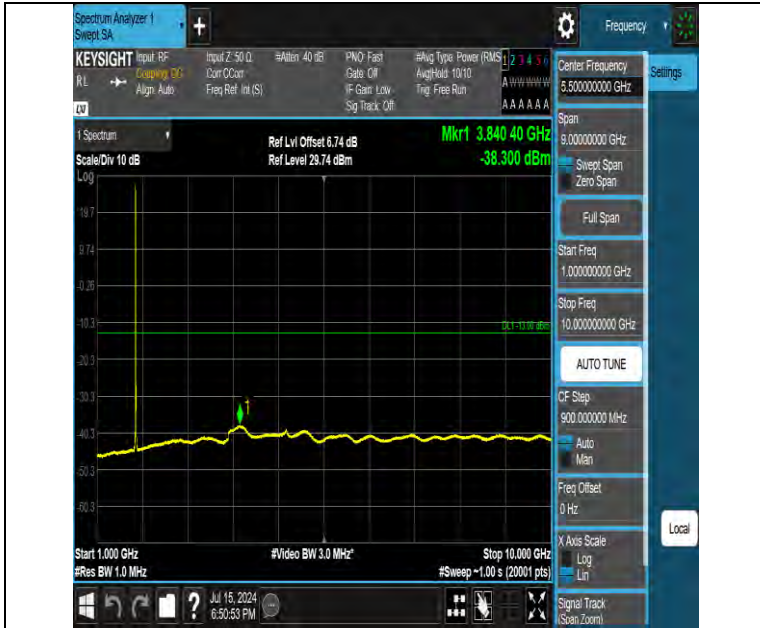 Spectrum Analyzer 1
Swept SA
+
Frequency
KEYSIGHT
RL
Input: RF
Coupling: DC
Align: Auto
Input Z: 50 Ω
Corr CCorr
Freq Ref: Int (S)
#Atten: 40 dB
PNO: Fast
Gate: Off
IF Gain: Low
Sig Track: Off
#Avg Type: Power (RMS
Avg|Hold: 10/10
Trig: Free Run
1 2 3 4 5 6
A W W W W W
A A A A A A
LW
1 Spectrum
Scale/Div 10 dB
Ref Lvl Offset 6.74 dB
Ref Level 29.74 dBm
Mkr1 3.840 40 GHz
-38.300 dBm
Log
19.7
9.74
-0.26
-10.3
-20.3
-30.3
-40.3
-50.3
-60.3
DL1 -13.00 dBm
1
Start 1.000 GHz
#Res BW 1.0 MHz
#Video BW 3.0 MHz*
Stop 10.000 GHz
#Sweep ~1.00 s (20001 pts)
?
Jul 15, 2024
6:50:53 PM
Center Frequency
5.500000000 GHz
Settings
Span
9.00000000 GHz
Swept Span
Zero Span
Full Span
Start Freq
1.000000000 GHz
Stop Freq
10.000000000 GHz
AUTO TUNE
CF Step
900.000000 MHz
Auto
Man
Freq Offset
0 Hz
X Axis Scale
Log
Lin
Local
Signal Track
(Span Zoom)